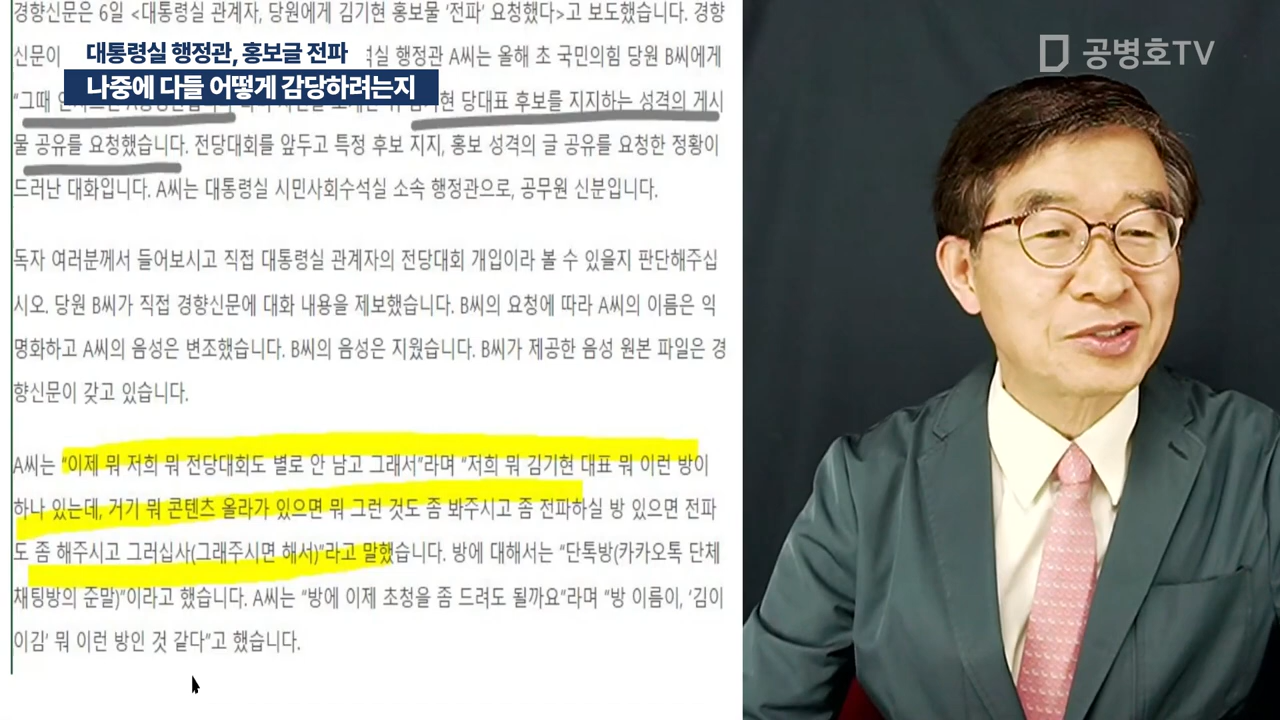 경향신문은 6일 <대통령실 관계자, 당원에게 김기현 홍보물 '전파' 요청했다>고 보도했습니다. 경향
신문이
대통령실 행정관, 홍보글 전파
석실 행정관 A씨는 올해 초 국민의힘 당원 B씨에게
나중에 다들 어떻게 감당하려는지
"그때
현 당대표 후보를 지지하는 성격의 게시
물 공유를 요청했습니다. 전당대회를 앞두고 특정 후보 지지, 홍보 성격의 글 공유를 요청한 정황이
드러난 대화입니다. A씨는 대통령실 시민사회수석실 소속 행정관으로, 공무원 신분입니다.
독자 여러분께서 들어보시고 직접 대통령실 관계자의 전당대회 개입이라 볼 수 있을지 판단해주십
시오. 당원 B씨가 직접 경향신문에 대화 내용을 제보했습니다. B씨의 요청에 따라 A씨의 이름은 익
명화하고 A씨의 음성은 변조했습니다. B씨의 음성은 지웠습니다. B씨가 제공한 음성 원본 파일은 경
향신문이 갖고 있습니다.
A씨는 "이제 뭐 저희 뭐 전당대회도 별로 안 남고 그래서"라며 "저희 뭐 김기현 대표 뭐 이런 방이
하나 있는데, 거기 뭐 콘텐츠 올라가 있으면 뭐 그런 것도 좀 봐주시고 좀 전파하실 방 있으면 전파
도 좀 해주시고 그러십사(그래주시면 해서)"라고 말했습니다. 방에 대해서는 "단톡방(카카오톡 단체
채팅방의 준말)"이라고 했습니다. A씨는 "방에 이제 초청을 좀 드려도 될까요"라며 "방 이름이, '김이
이김' 뭐 이런 방인 것 같다"고 했습니다.
공병호TV